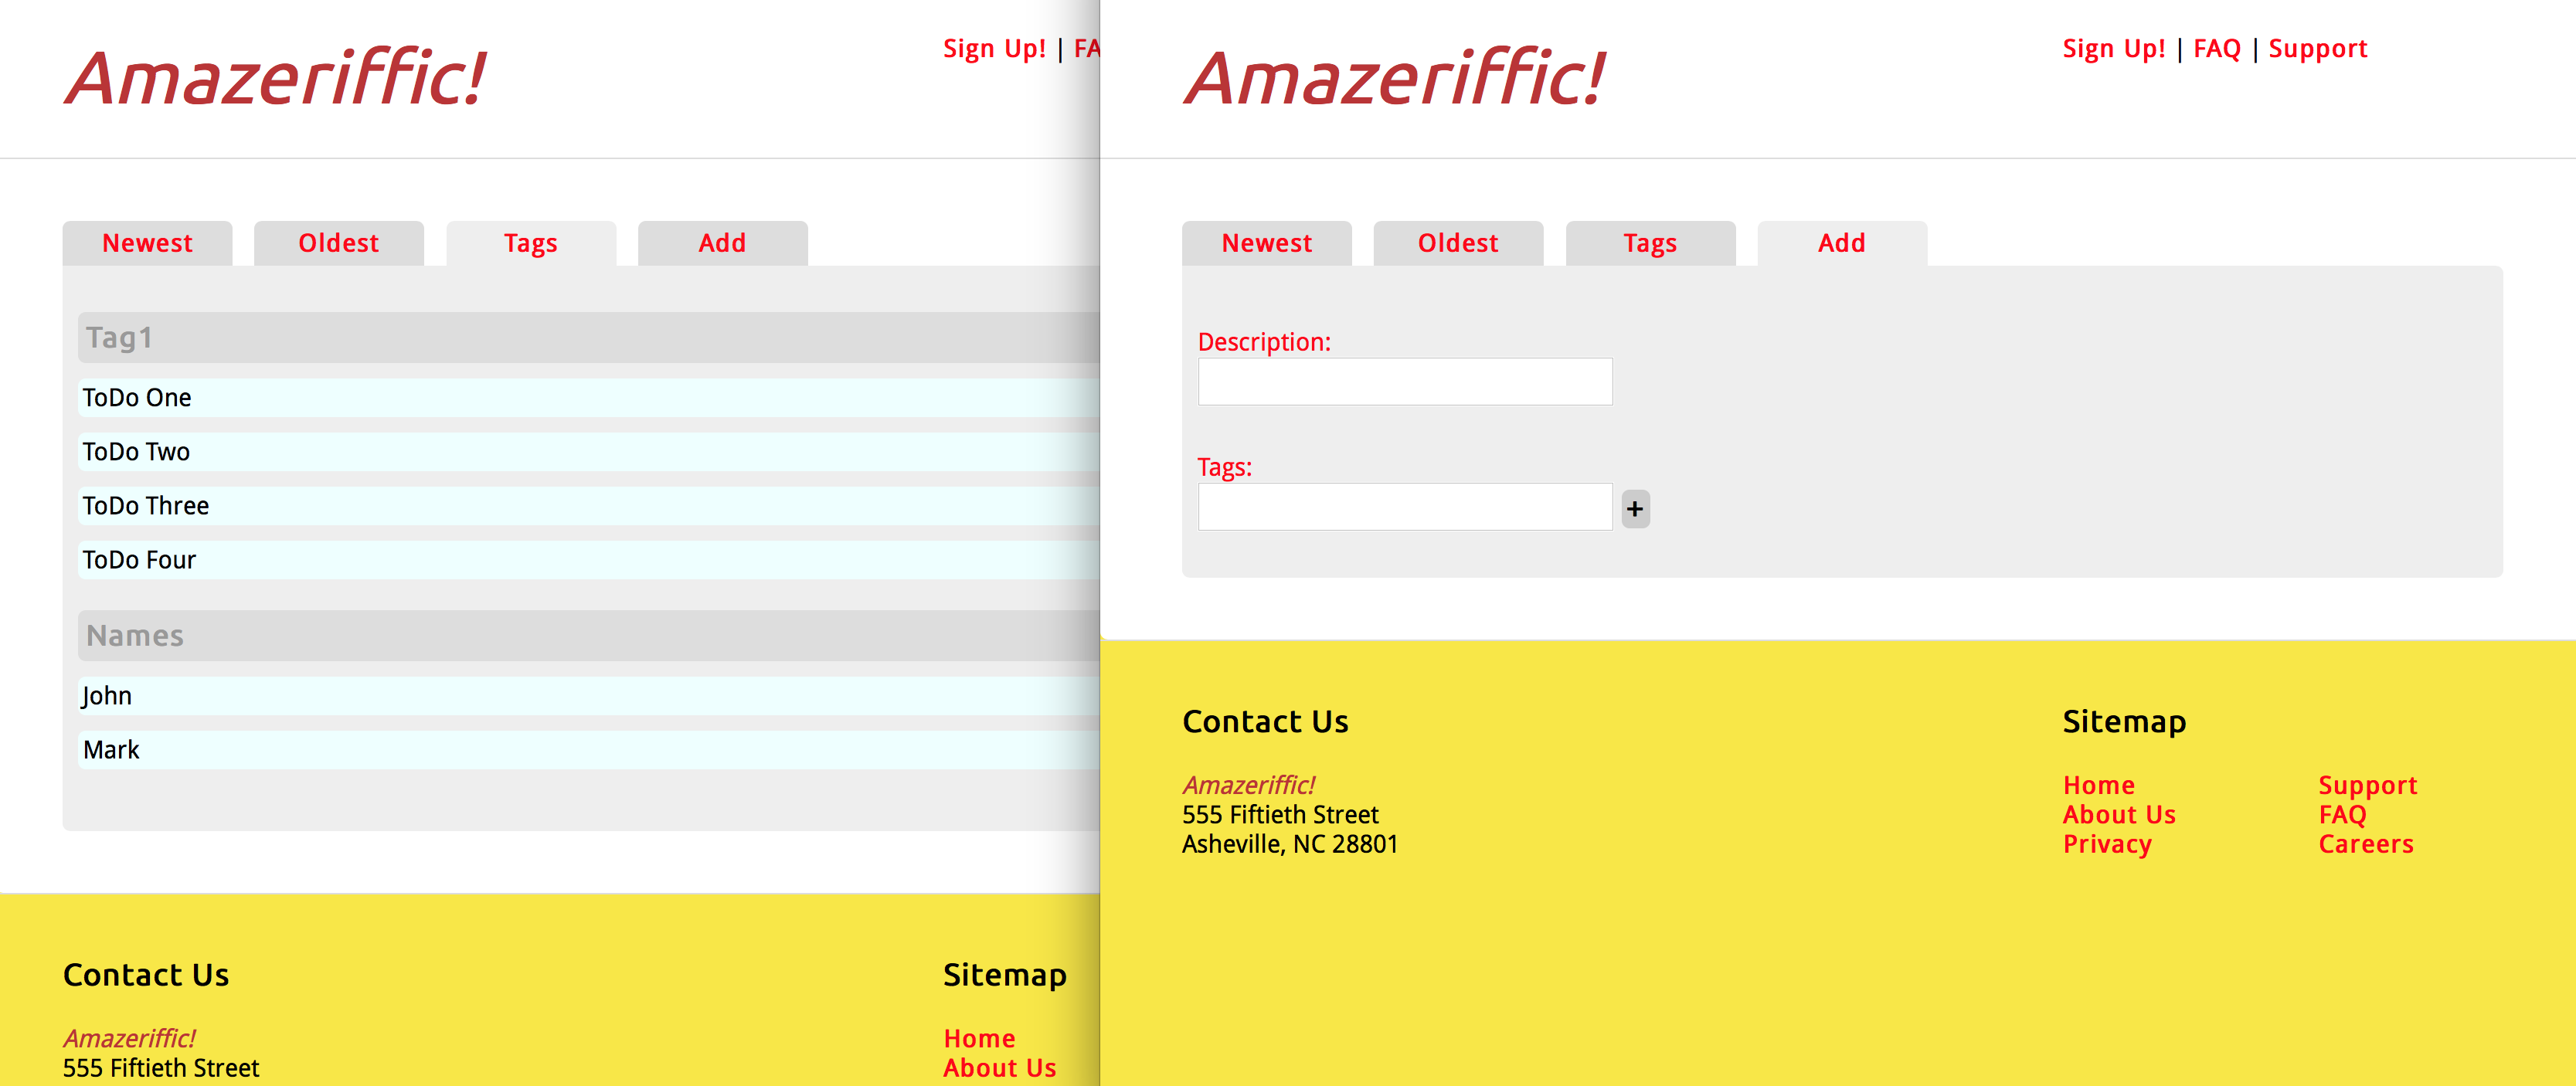 Amazeriffic!
Sign Up! | FA
Newest Oldest Tags Add
Tag1
ToDo One
ToDo Two
ToDo Three
ToDo Four
Names
John
Mark
Contact Us
Sitemap
Amazeriffic!
555 Fiftieth Street
Home
About Us
Amazeriffic!
Sign Up! | FAQ | Support
Newest Oldest Tags Add
Description:
Tags:
+
Contact Us
Amazeriffic!
555 Fiftieth Street
Asheville, NC 28801
Sitemap
Home Support
About Us FAQ
Privacy Careers